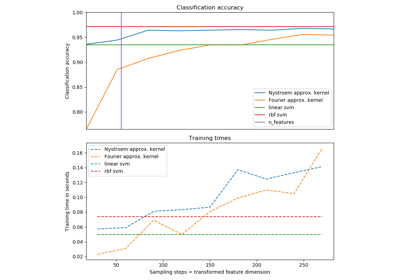 Classification accuracy
Classification accuracy
1.00
0.95
0.90
0.85
0.80
Nystroem approx. kernel
Fourier approx. kernel
linear svm
rbf svm
n_features
Training times
Training time in seconds
0.16
0.14
0.12
0.10
0.08
0.06
0.04
0.02
Nystroem approx. kernel
Fourier approx. kernel
linear svm
rbf svm
50
100
150
200
250
Sampling steps = transformed feature dimension